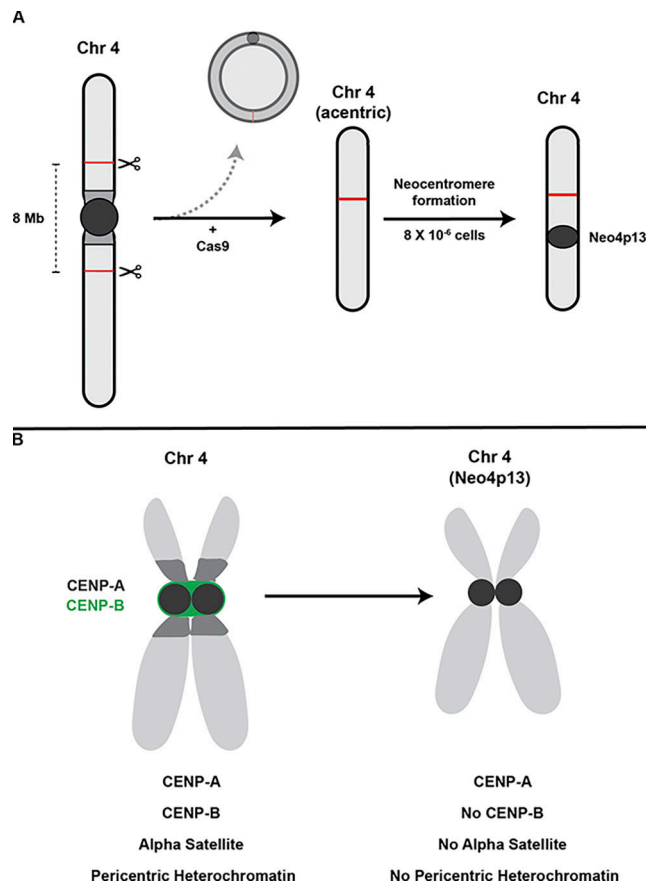 A
Chr 4
8 Mb
+
Cas9
Chr 4
(acentric)
Neocentromere
formation
8 X 10⁻⁶ cells
Chr 4
Neo4p13
B
Chr 4
CENP-A
CENP-B
Chr 4
(Neo4p13)
CENP-A
CENP-B
Alpha Satellite
Pericentric Heterochromatin
CENP-A
No CENP-B
No Alpha Satellite
No Pericentric Heterochromatin